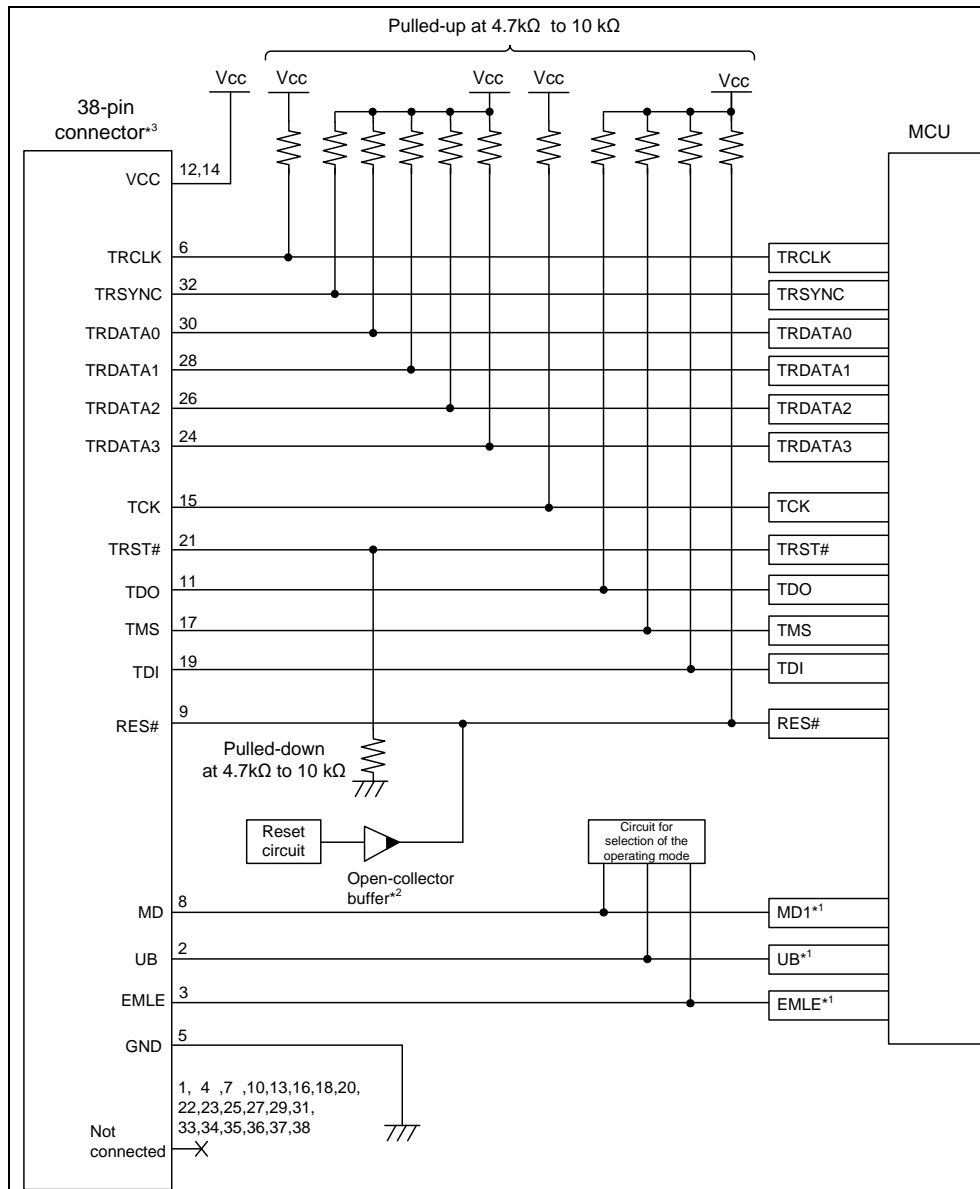 Pulled-up at 4.7kΩ to 10 kΩ
Vcc Vcc Vcc Vcc Vcc
38-pin
connector*3
MCU
VCC 12,14
TRCLK 6 TRCLK
TRSYNC 32 TRSYNC
TRDATA0 30 TRDATA0
TRDATA1 28 TRDATA1
TRDATA2 26 TRDATA2
TRDATA3 24 TRDATA3
TCK 15 TCK
TRST# 21 TRST#
TDO 11 TDO
TMS 17 TMS
TDI 19 TDI
RES# 9 RES#
Pulled-down
at 4.7kΩ to 10 kΩ
Reset
circuit
Open-collector
buffer*2
Circuit for
selection of the
operating mode
MD 8 MD1*1
UB 2 UB*1
EMLE 3 EMLE*1
GND 5
1, 4 ,7 ,10,13,16,18,20,
22,23,25,27,29,31,
33,34,35,36,37,38
Not
connected